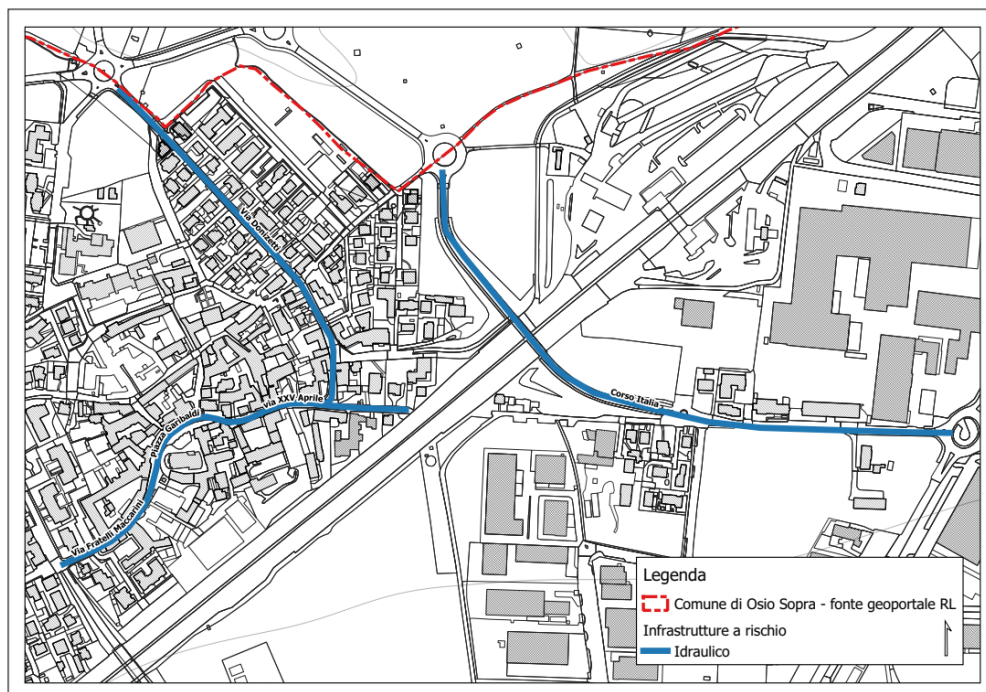 Via Donizetti
Corso Italia
via XXV Aprile
Piazza Garibaldi
Via Fratelli Maccarini
Legenda
Comune di Osio Sopra - fonte geoportale RL
Infrastrutture a rischio
Idraulico